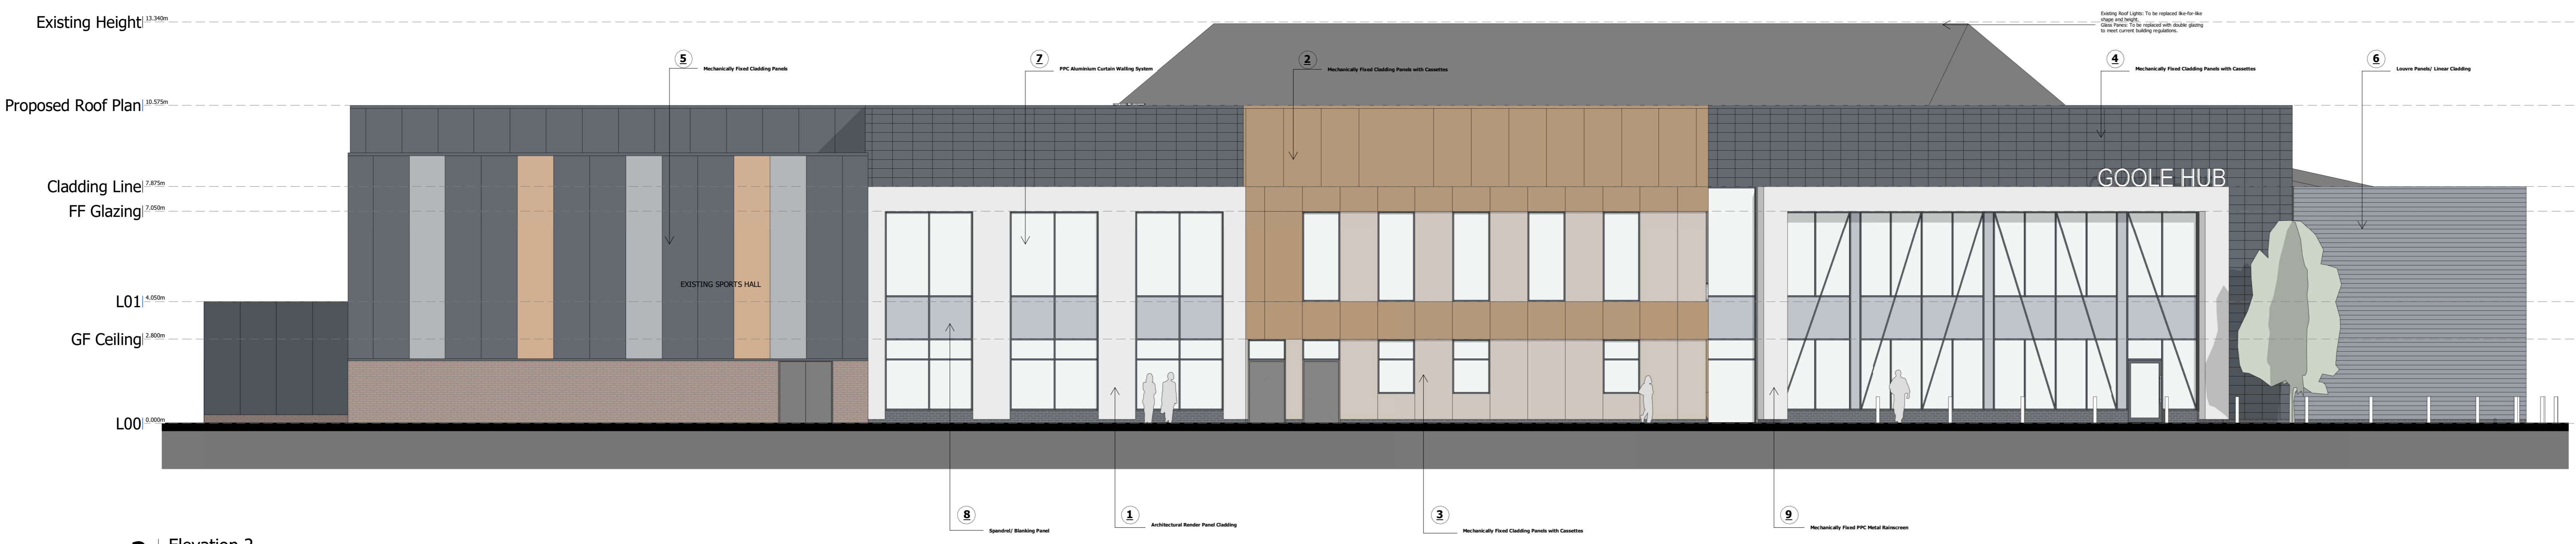 Existing Height 13.340m
Existing Roof Lights: To be replaced like-for-like
shape and height.
Glass Panes: To be replaced with double glazing
to meet current building regulations.
5 Mechanically Fixed Cladding Panels
7 PPC Aluminium Curtain Walling System
2 Mechanically Fixed Cladding Panels with Cassettes
4 Mechanically Fixed Cladding Panels with Cassettes
6 Louvre Panels/ Linear Cladding
Proposed Roof Plan 10.575m
Cladding Line 7.875m
GOOLE HUB
FF Glazing 7.050m
EXISTING SPORTS HALL
L01 4.050m
GF Ceiling 2.800m
L00 0.000m
8 Spandrel/ Blanking Panel
1 Architectural Render Panel Cladding
3 Mechanically Fixed Cladding Panels with Cassettes
9 Mechanically Fixed PPC Metal Rainscreen
Elevation 2